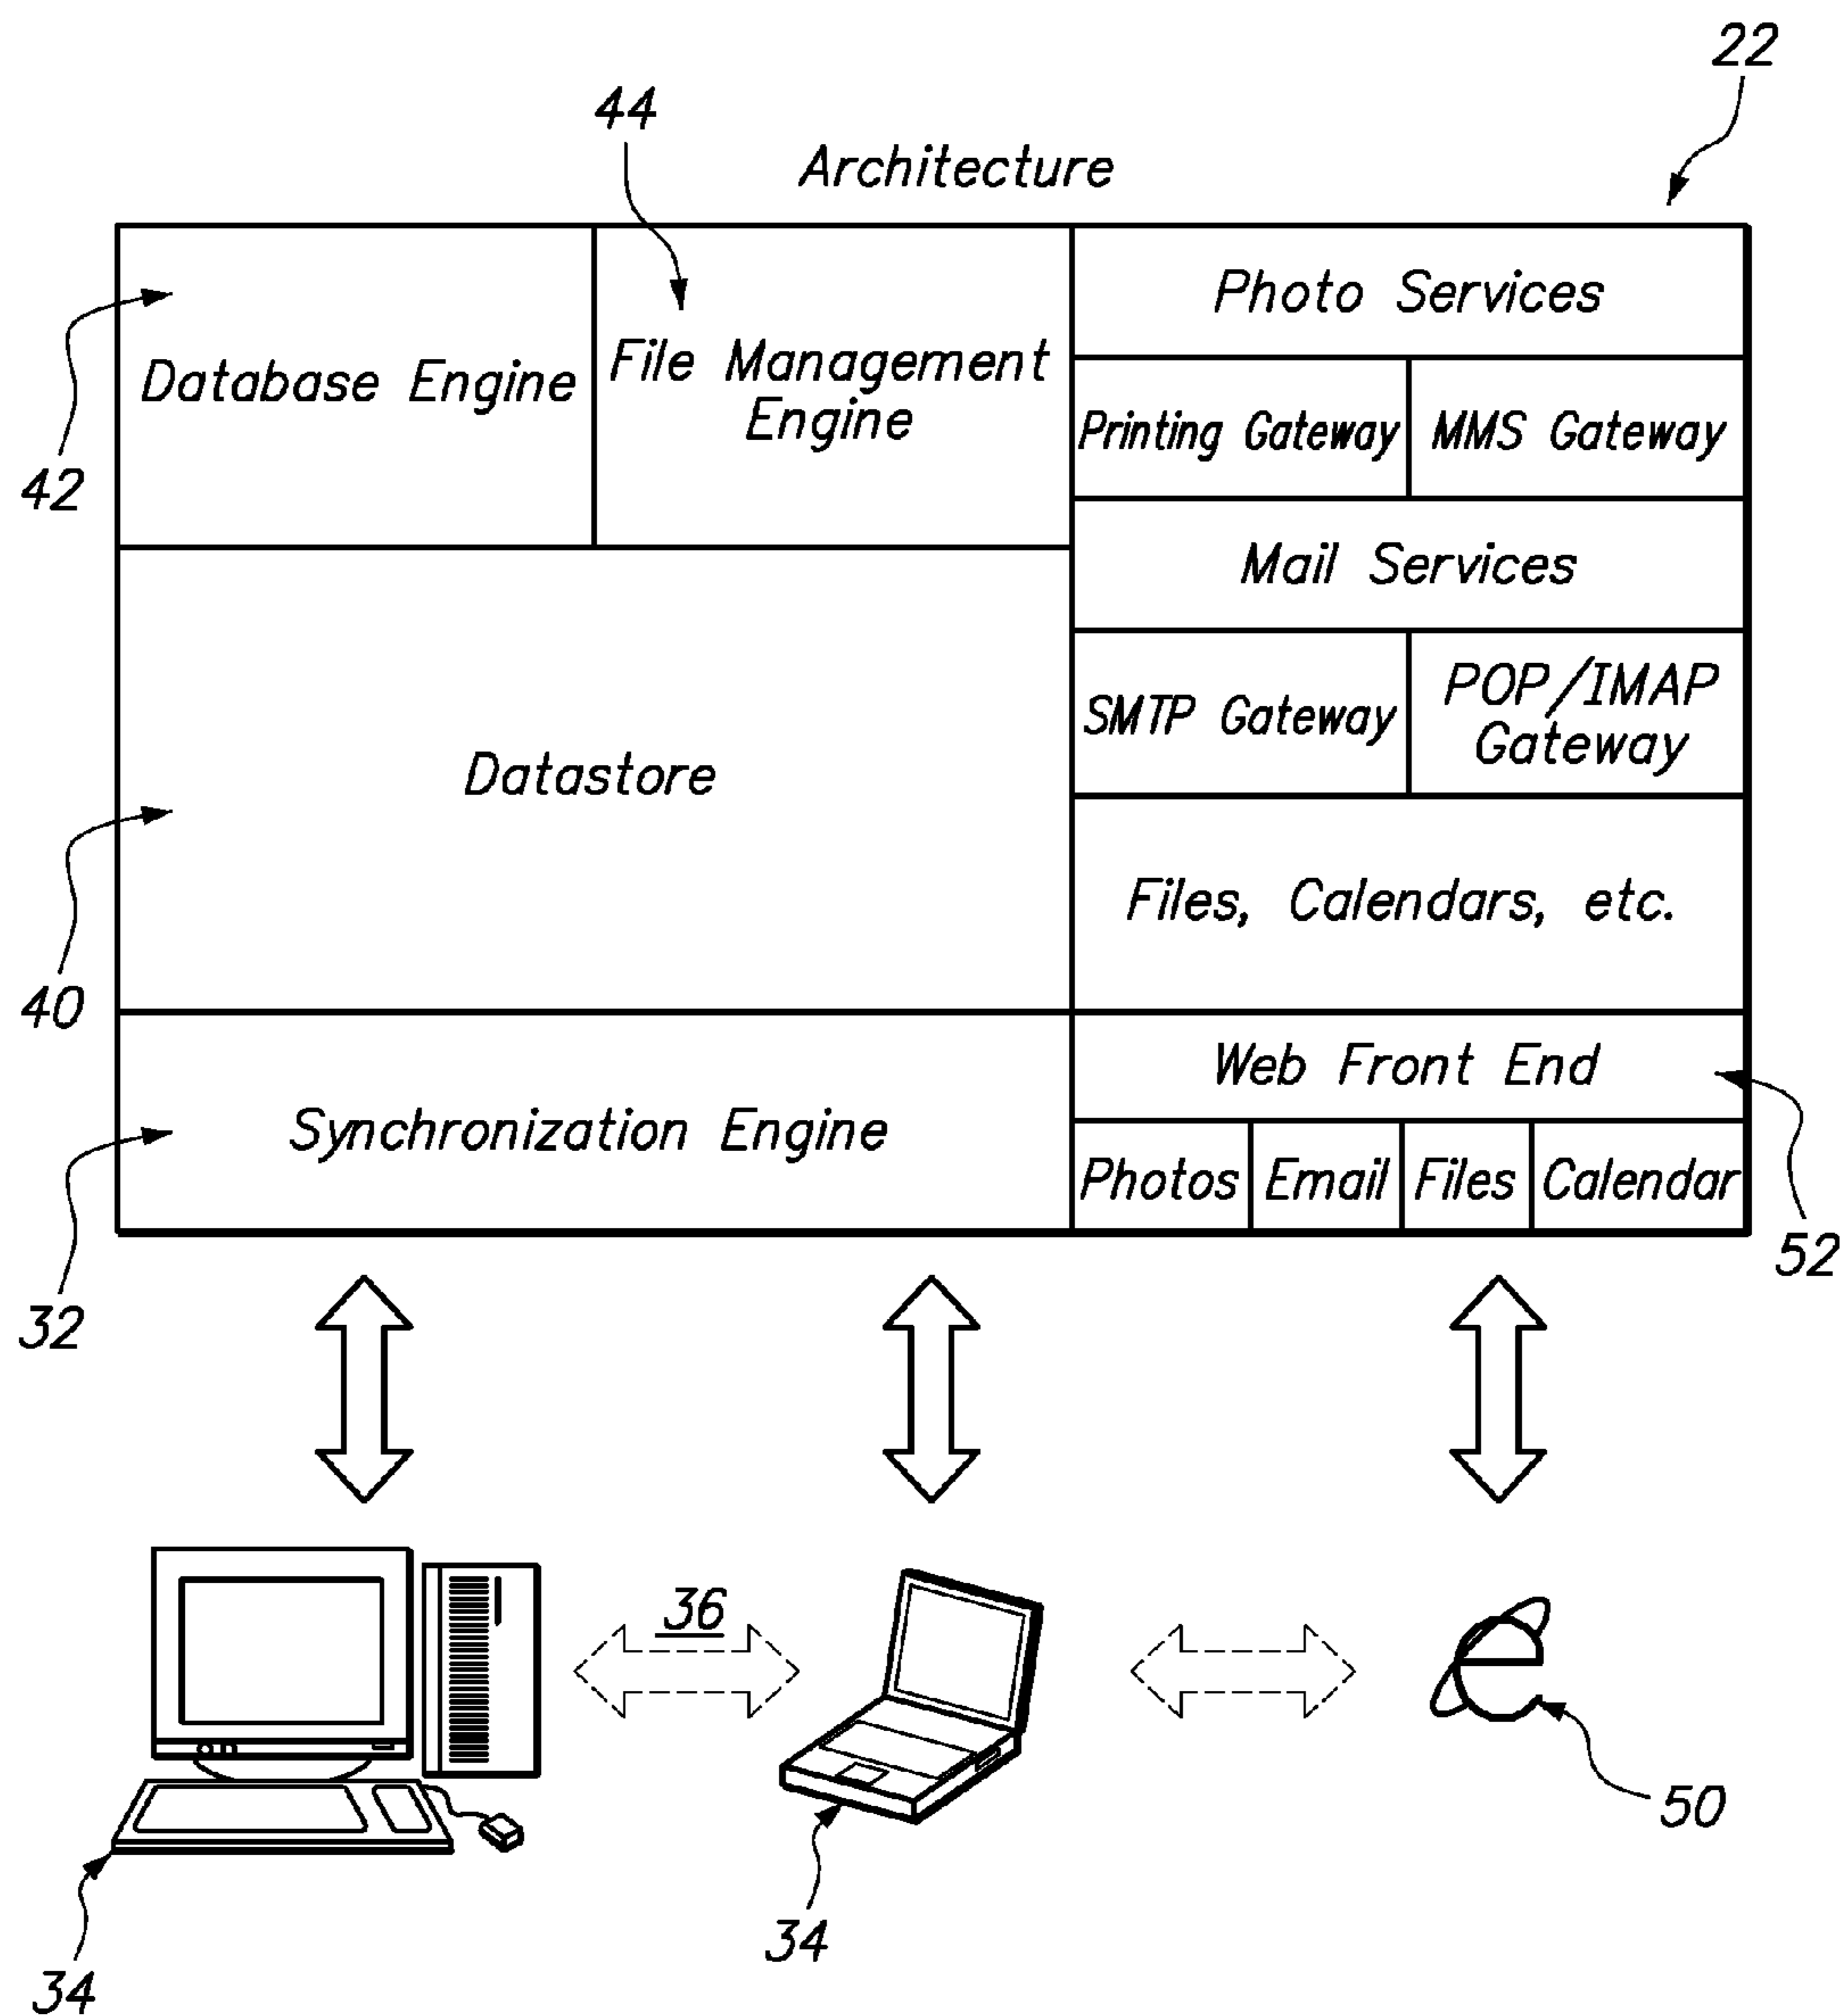 22
44
Architecture
Database Engine
File Management
Engine
42
Photo Services
Printing Gateway
MMS Gateway
Mail Services
SMTP Gateway
POP/IMAP
Gateway
Datastore
40
Files, Calendars, etc.
Synchronization Engine
32
Web Front End
52
Photos
Email
Files
Calendar
36
34
34
50